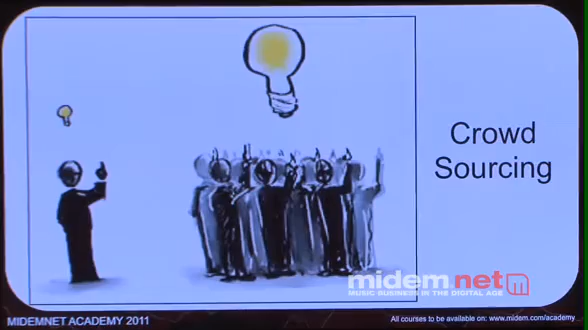 Crowd
Sourcing
midem.net
MUSIC BUSINESS IN THE DIGITAL AGE
MIDEMNET ACADEMY 2011
All courses to be available on: www.midem.com/academy